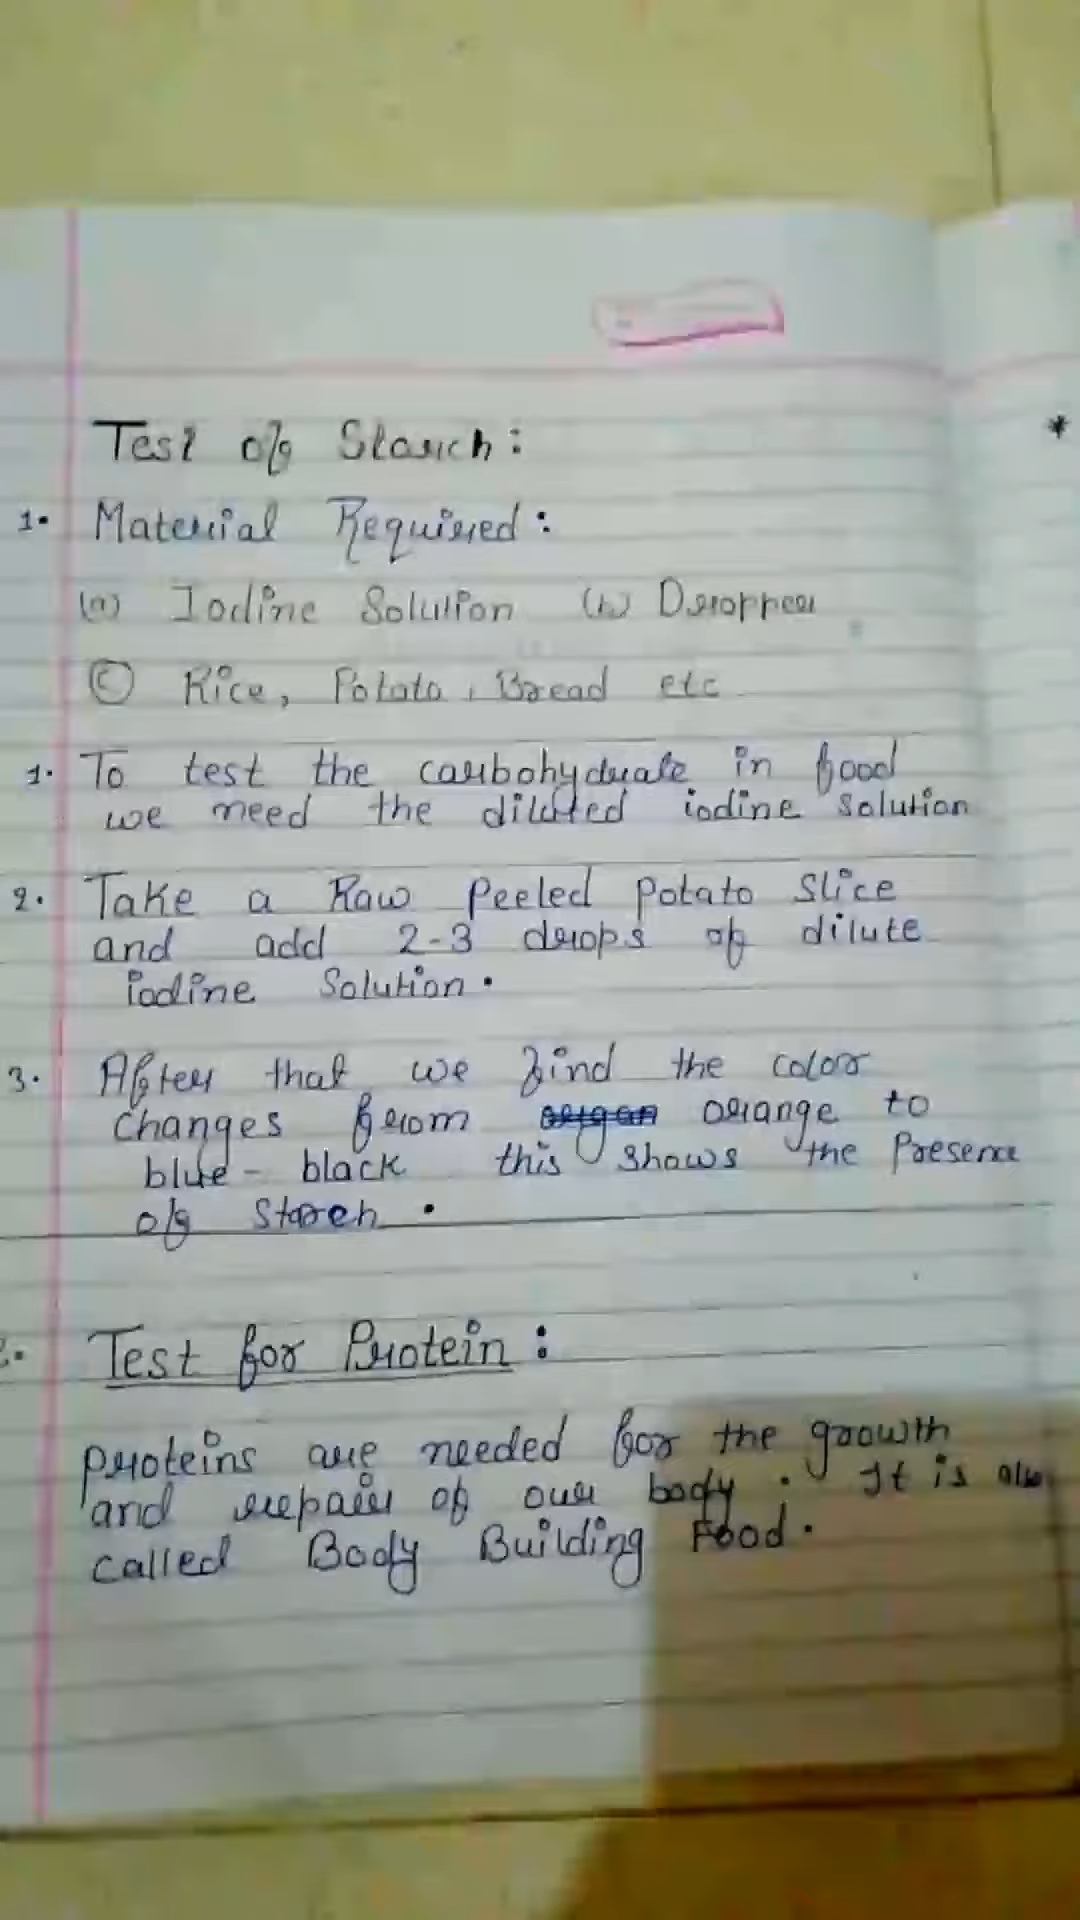 Test of Starch:
1. Material Required:
(a) Iodine Solution (b) Dropper
(C) Rice, Potato, Bread etc
1. To test the carbohydrate in food
we need the diluted iodine solution
2. Take a Raw Peeled Potato Slice
and add 2-3 drops of dilute
iodine Solution.
3. After that we find the color
changes from orange to
blue-black this shows the Presence
of Starch.
Test for Protein:
proteins are needed for the growth
and repair of our body. It is also
called Body Building Food.